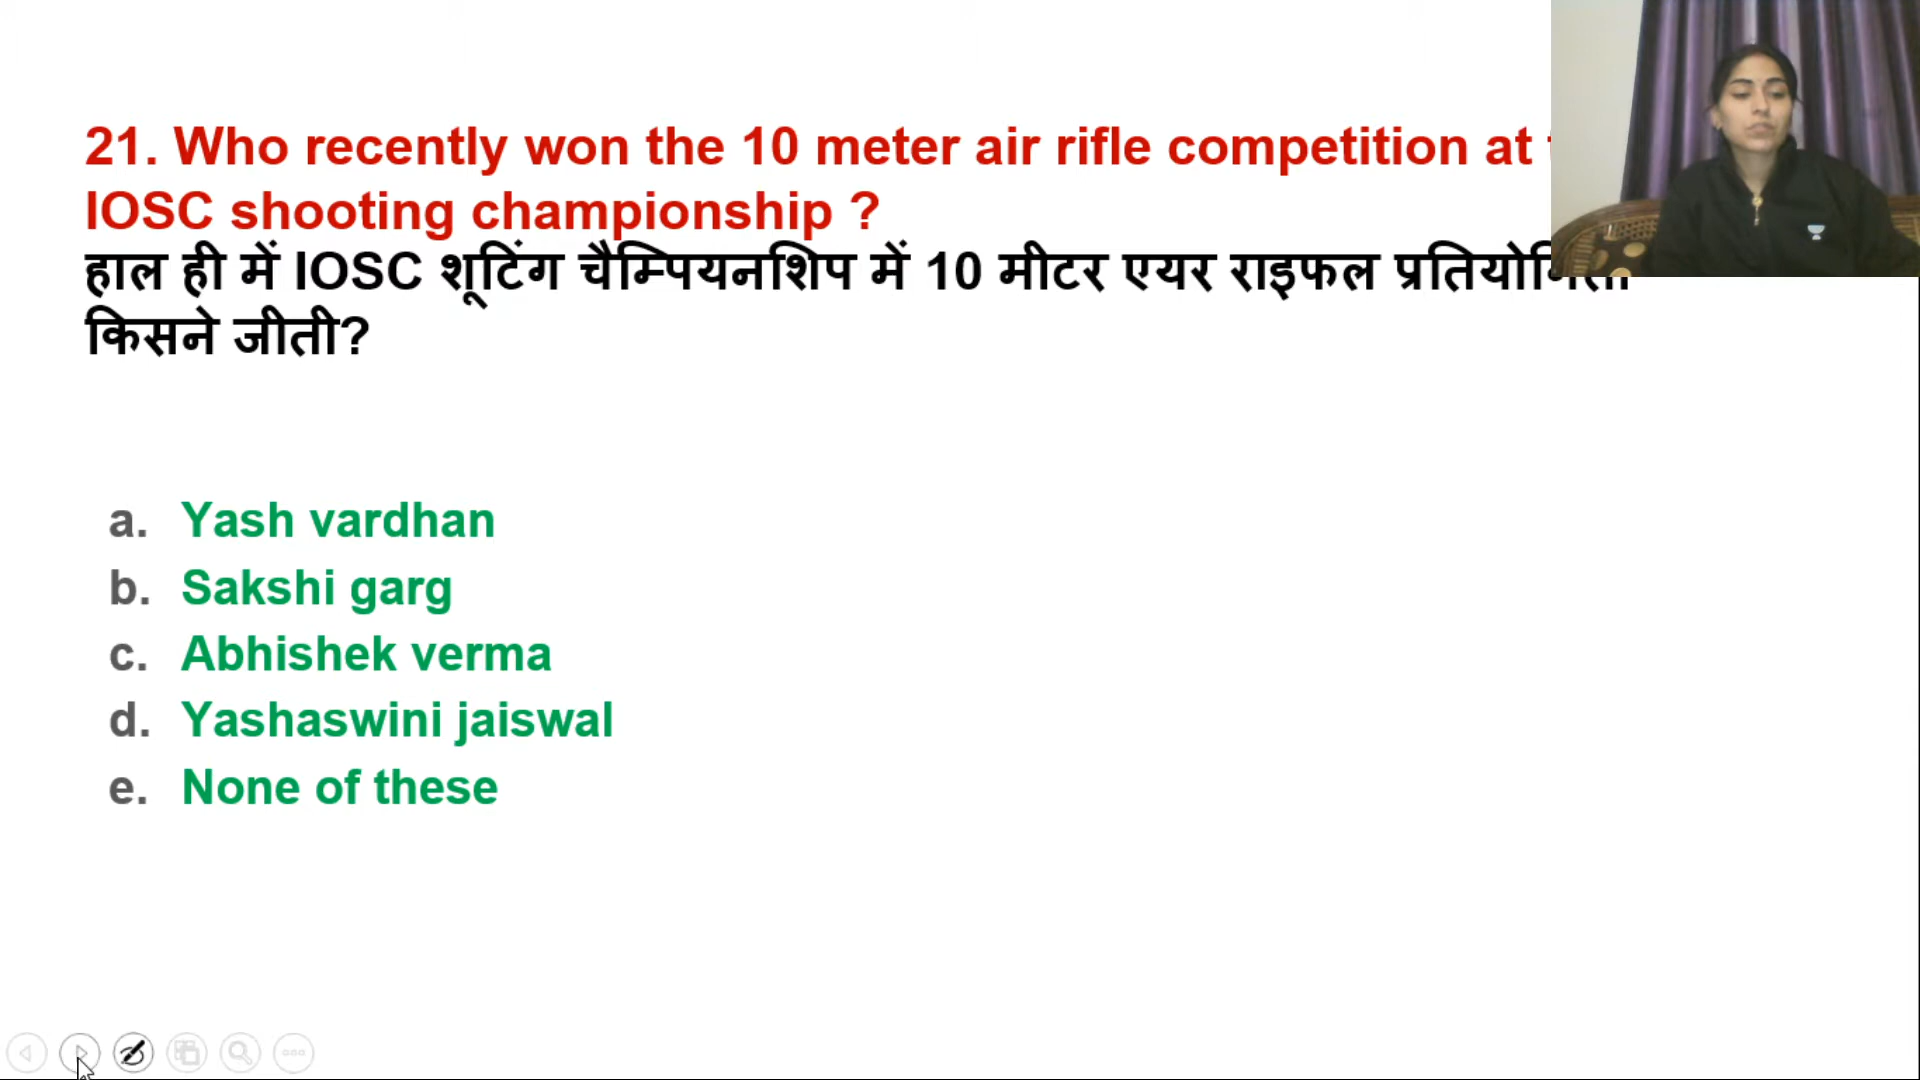 21. Who recently won the 10 meter air rifle competition at
IOSC shooting championship ?
हाल ही में IOSC शूटिंग चैम्पियनशिप में 10 मीटर एयर राइफल
किसने जीती?
a. Yash vardhan
b. Sakshi garg
c. Abhishek verma
d. Yashaswini jaiswal
e. None of these